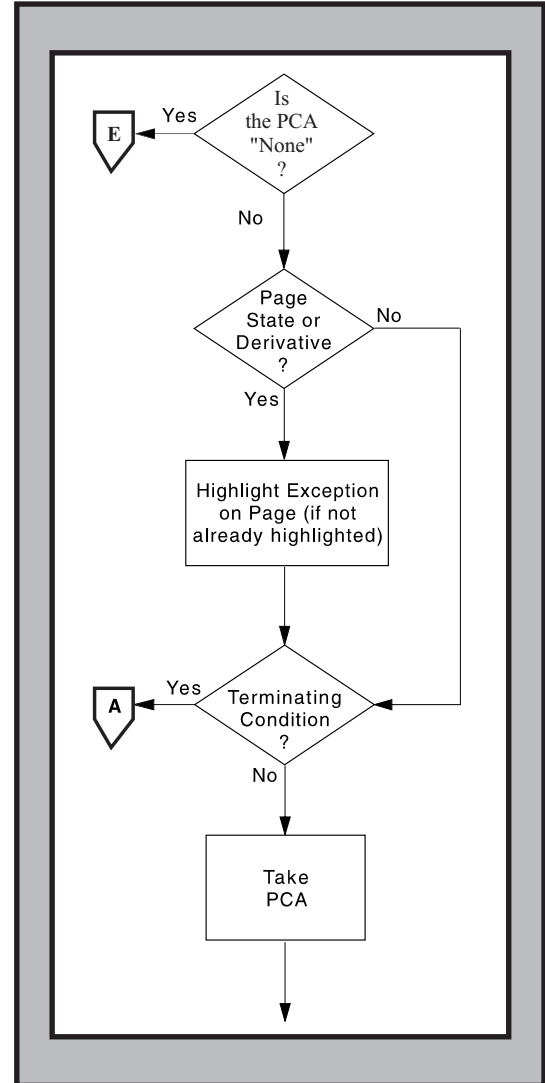 Is
the PCA
"None"
?
Yes
E
No
Page
State or
Derivative
?
No
Yes
Highlight Exception
on Page (if not
already highlighted)
Yes
A
Terminating
Condition
?
No
Take
PCA